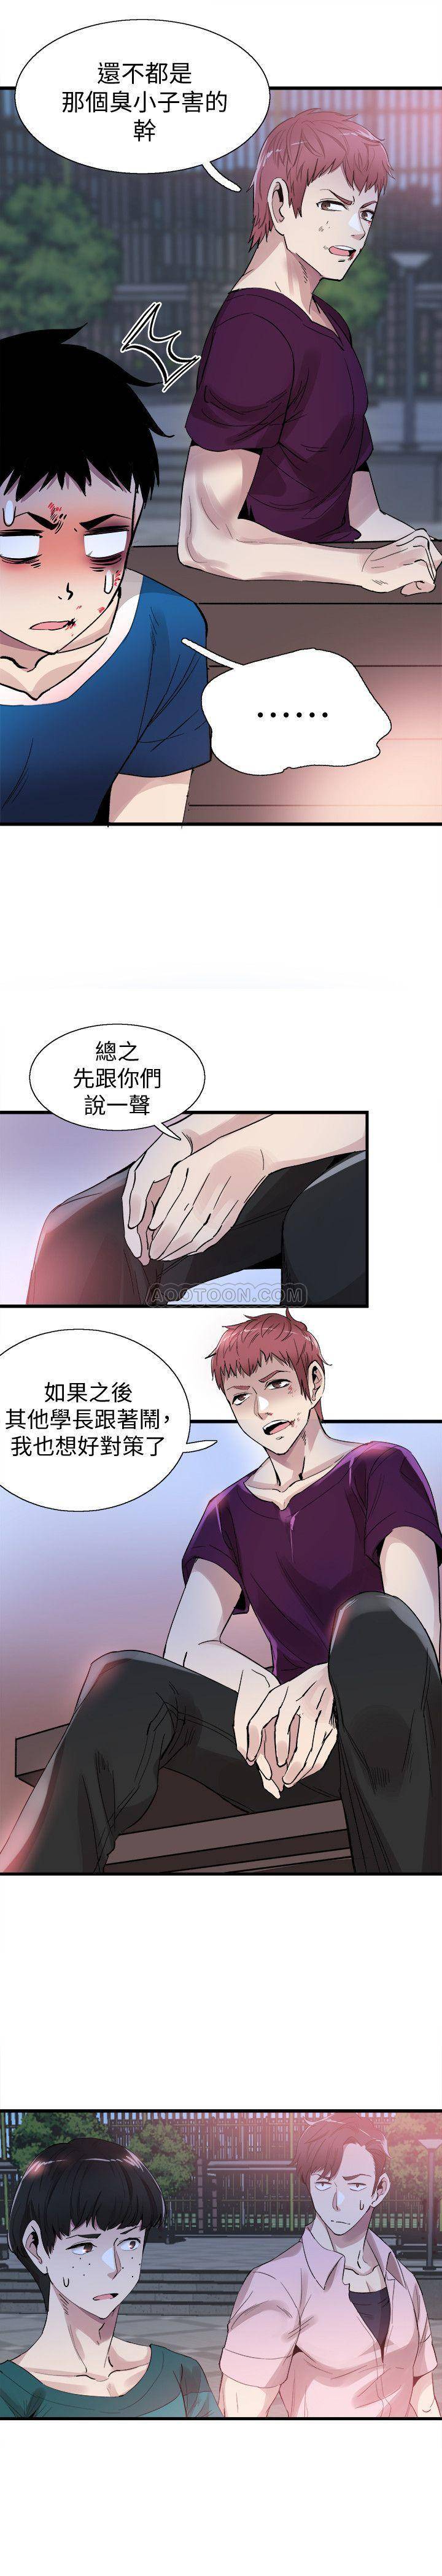 還不都是
那個臭小子害的
幹
......
總之
先跟你們
說一聲
AOOTOON.COM
如果之後
其他學長跟著鬧，
我也想好對策了